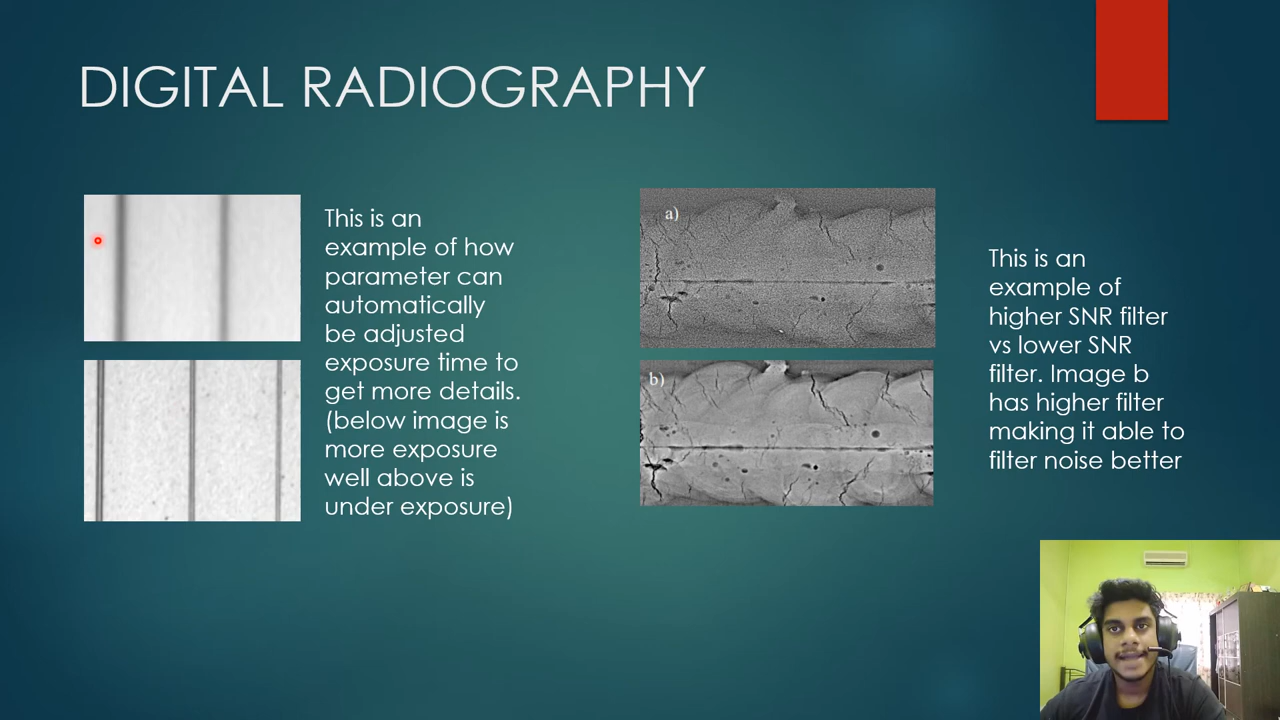 DIGITAL RADIOGRAPHY
This is an
example of how
parameter can
automatically
be adjusted
exposure time to
get more details.
(below image is
more exposure
well above is
under exposure)
a)
b)
This is an
example of
higher SNR filter
vs lower SNR
filter. Image b
has higher filter
making it able to
filter noise better